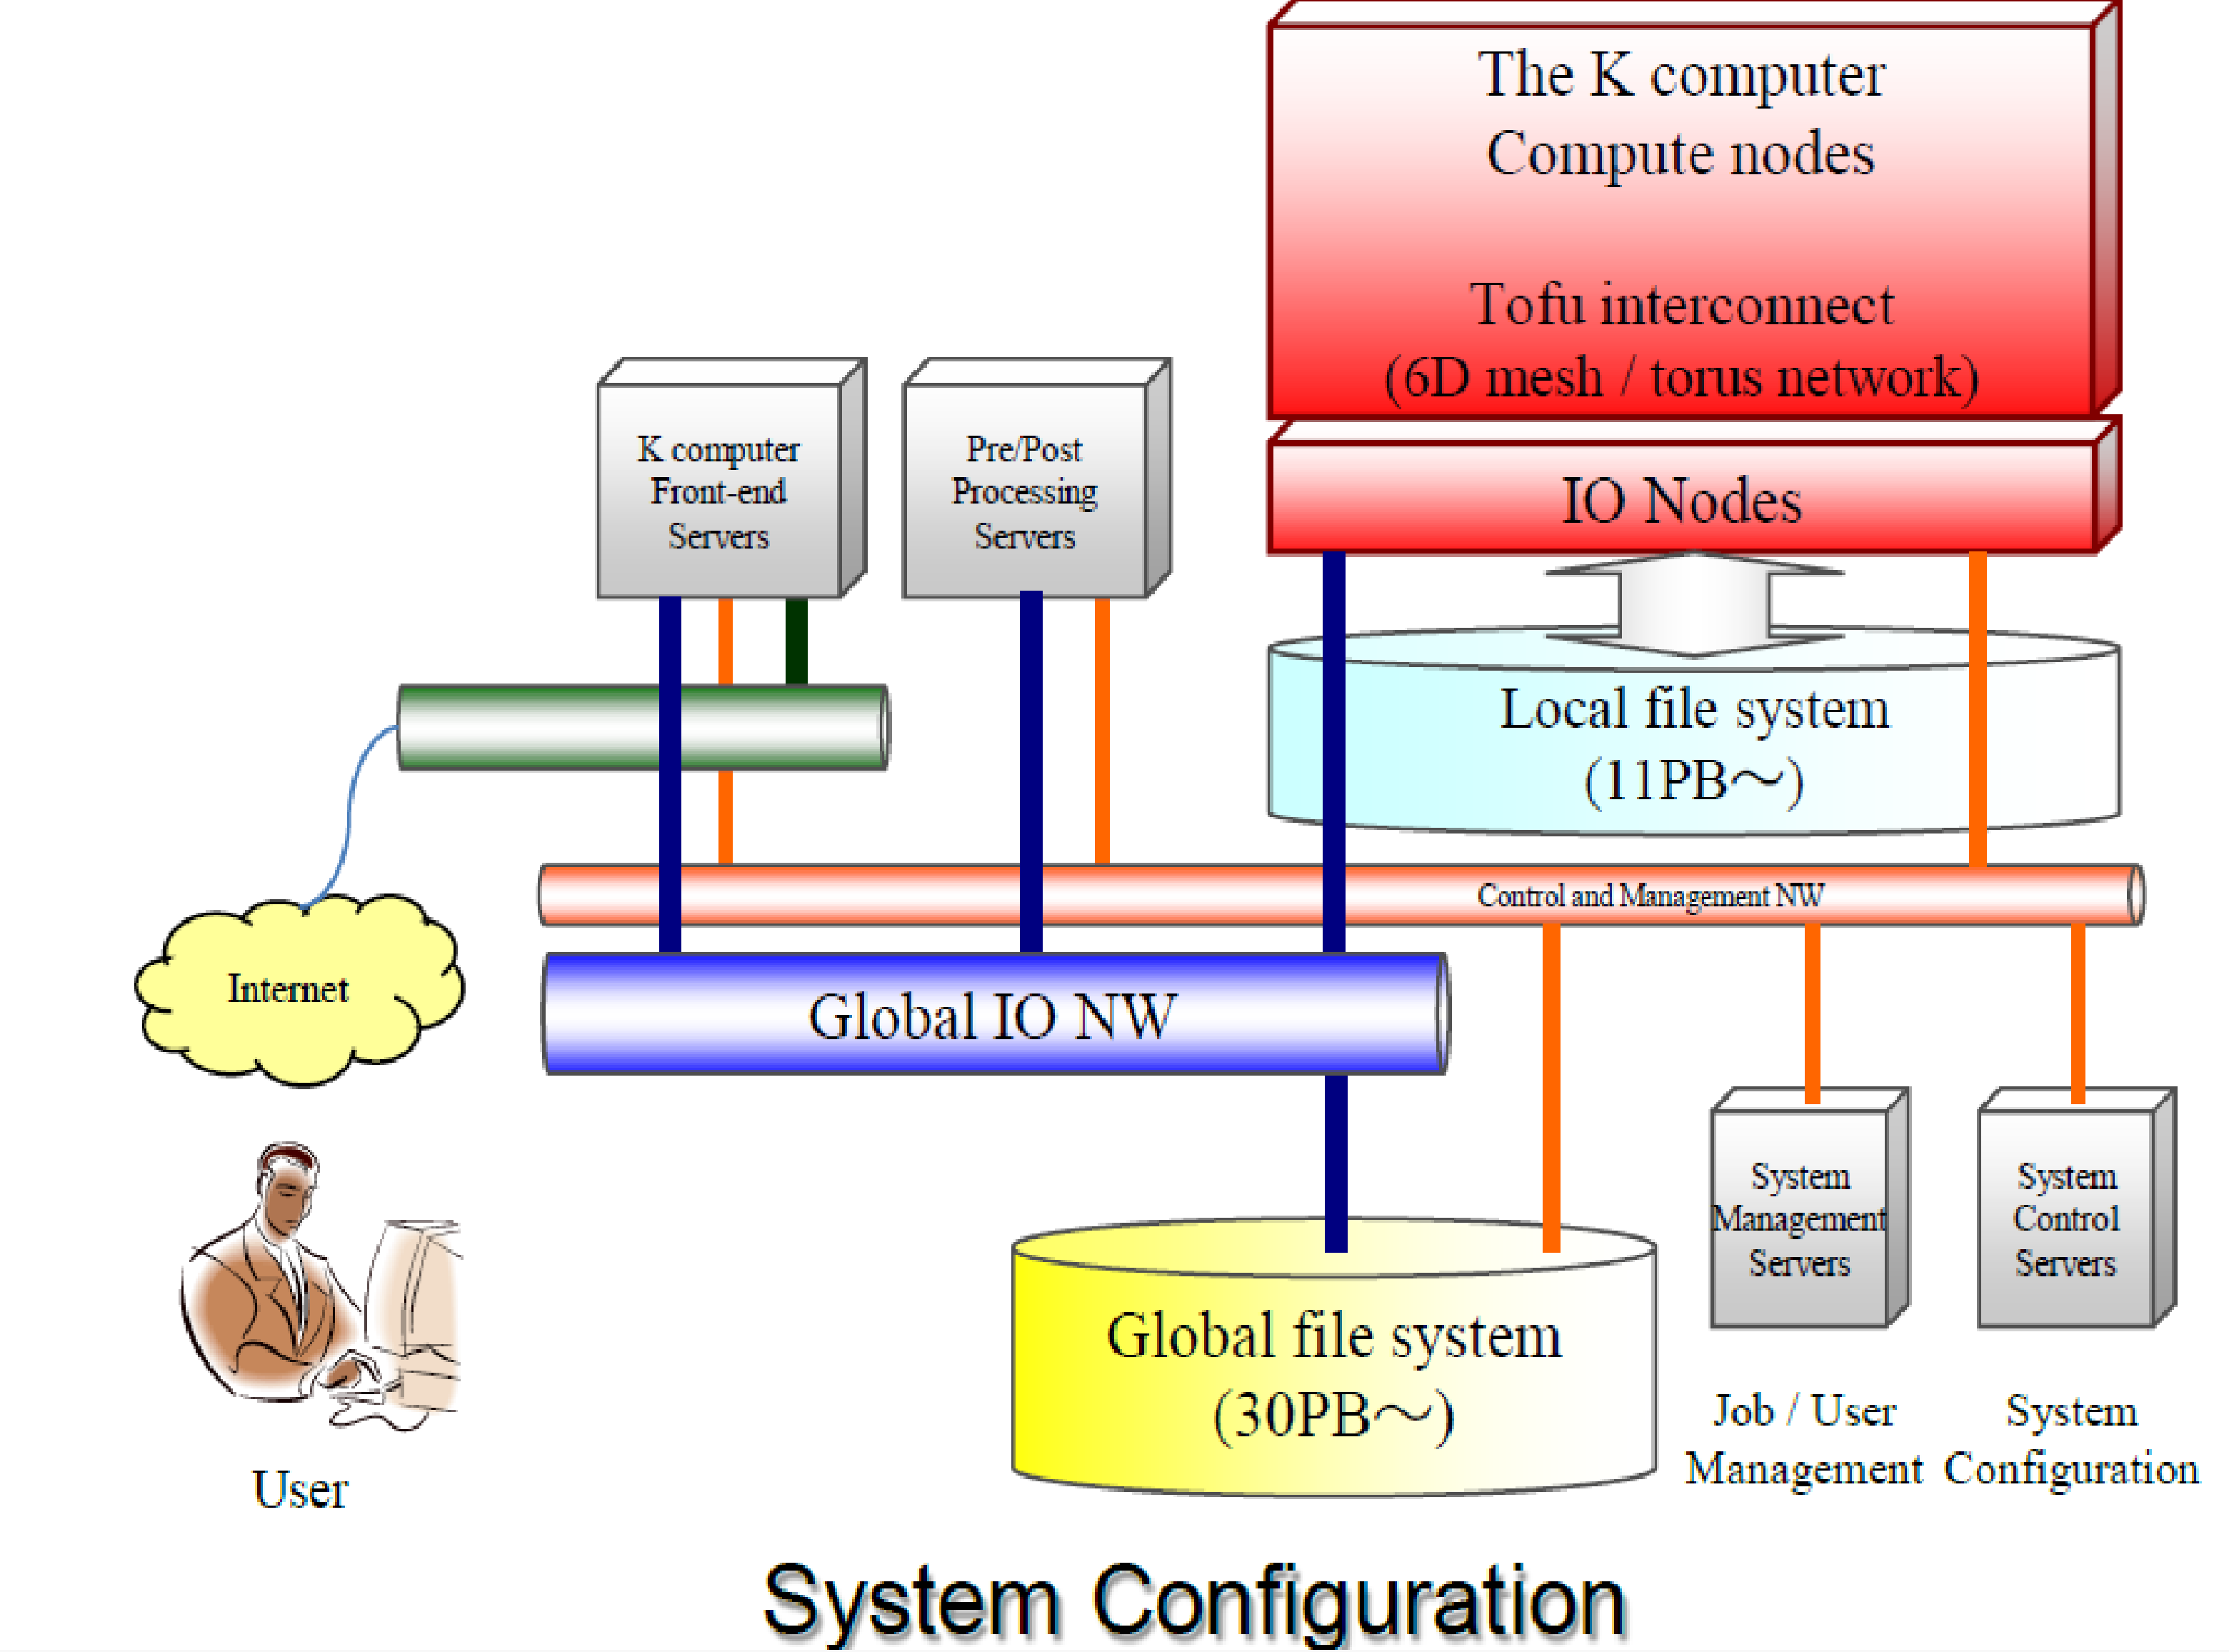 The K computer
Compute nodes
Tofu interconnect
(6D mesh / torus network)
K computer
Front-end
Servers
Pre/Post
Processing
Servers
IO Nodes
Local file system
(11PB～)
Control and Management NW
Internet
Global IO NW
System
Management
Servers
System
Control
Servers
Global file system
(30PB～)
Job / User
Management
System
Configuration
User
System Configuration